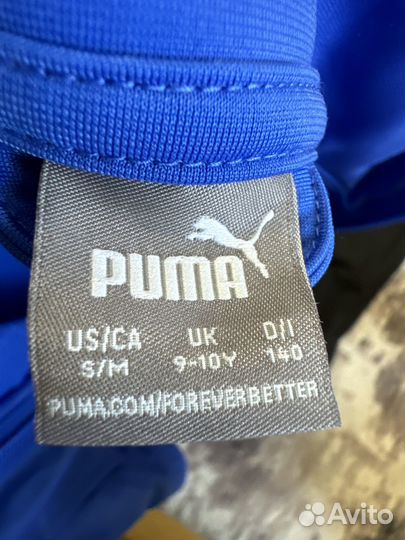 PUMA
US/CA UK D/I
S/M 9-10Y 140
PUMA.COM/FOREVERBETTER
Avito